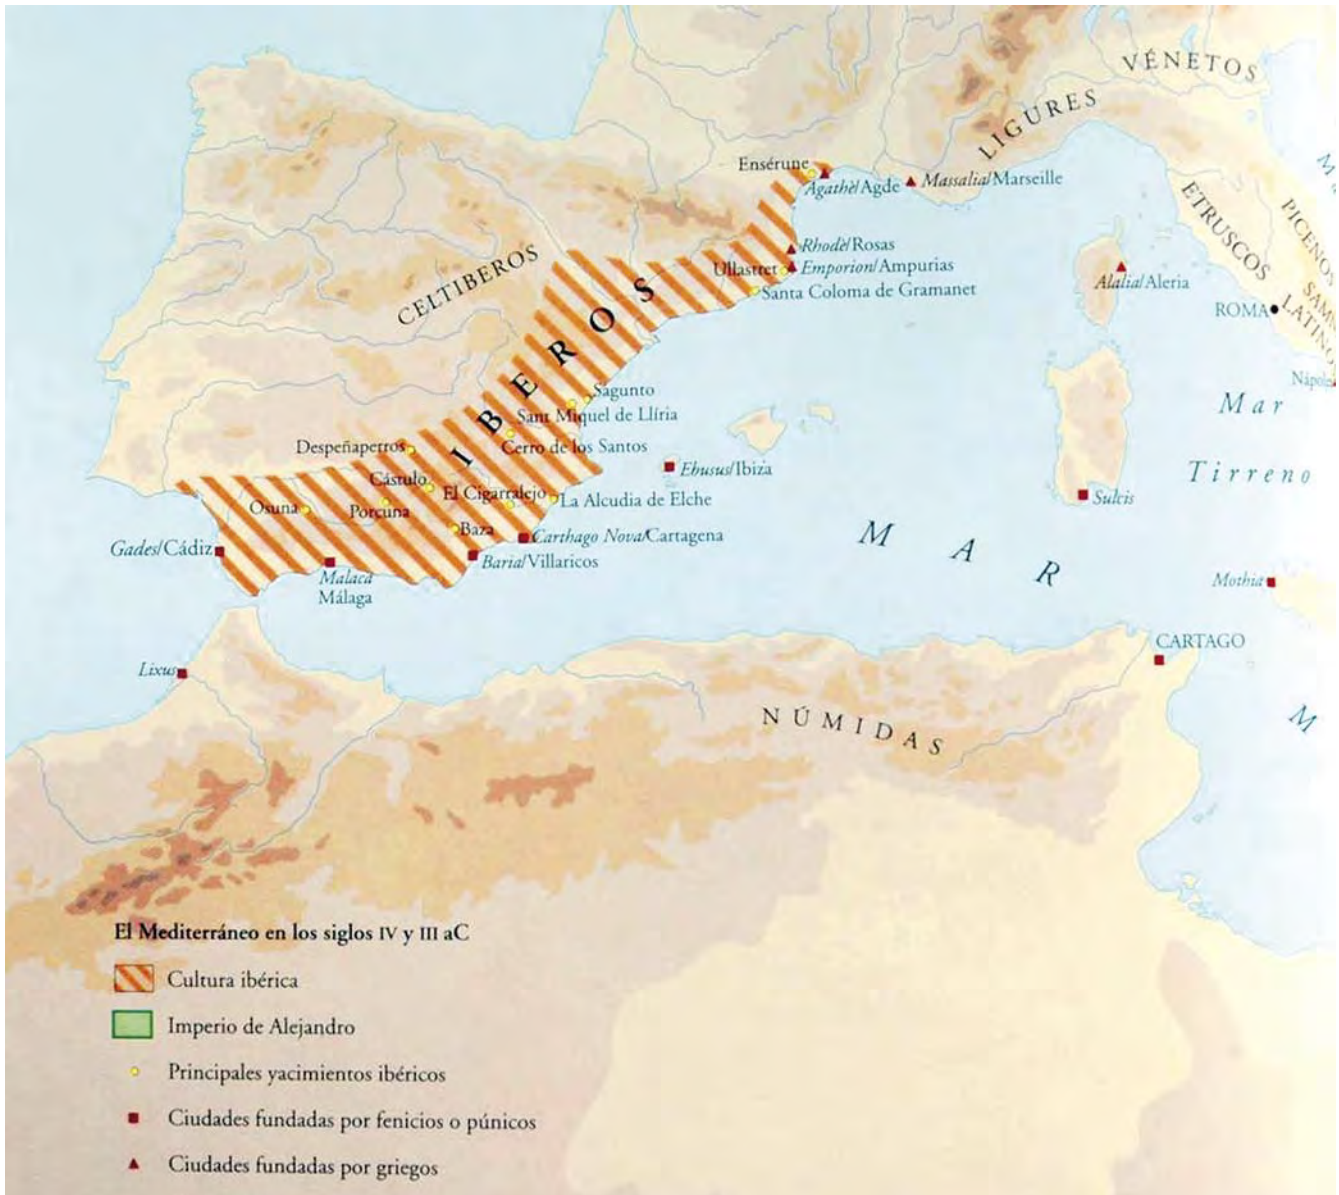 VÉNETOS
LIGURES
Ensérune
Agathè/Agde
Massalia/Marseille
ETRUSCOS
PICENOS
Rhodè/Rosas
CELTIBEROS
Ullastret
Emporion/Ampurias
Santa Coloma de Gramanet
Alalia/Aleria
ROMA
LATINO
IBEROS
Sagunto
Sant Miquel de Llíria
Mar
Tirreno
Despeñaperros
Cerro de los Santos
Cástulo
Ebusus/Ibiza
El Cigarralejo
La Alcudia de Elche
Sulcis
Osuna
Porcuna
Baza
Carthago Nova/Cartagena
MAR
Gades/Cádiz
Baria/Villaricos
Malaca
Málaga
Mothia
CARTAGO
Lixus
NÚMIDAS
M
El Mediterráneo en los siglos IV y III aC
Cultura ibérica
Imperio de Alejandro
Principales yacimientos ibéricos
Ciudades fundadas por fenicios o púnicos
Ciudades fundadas por griegos